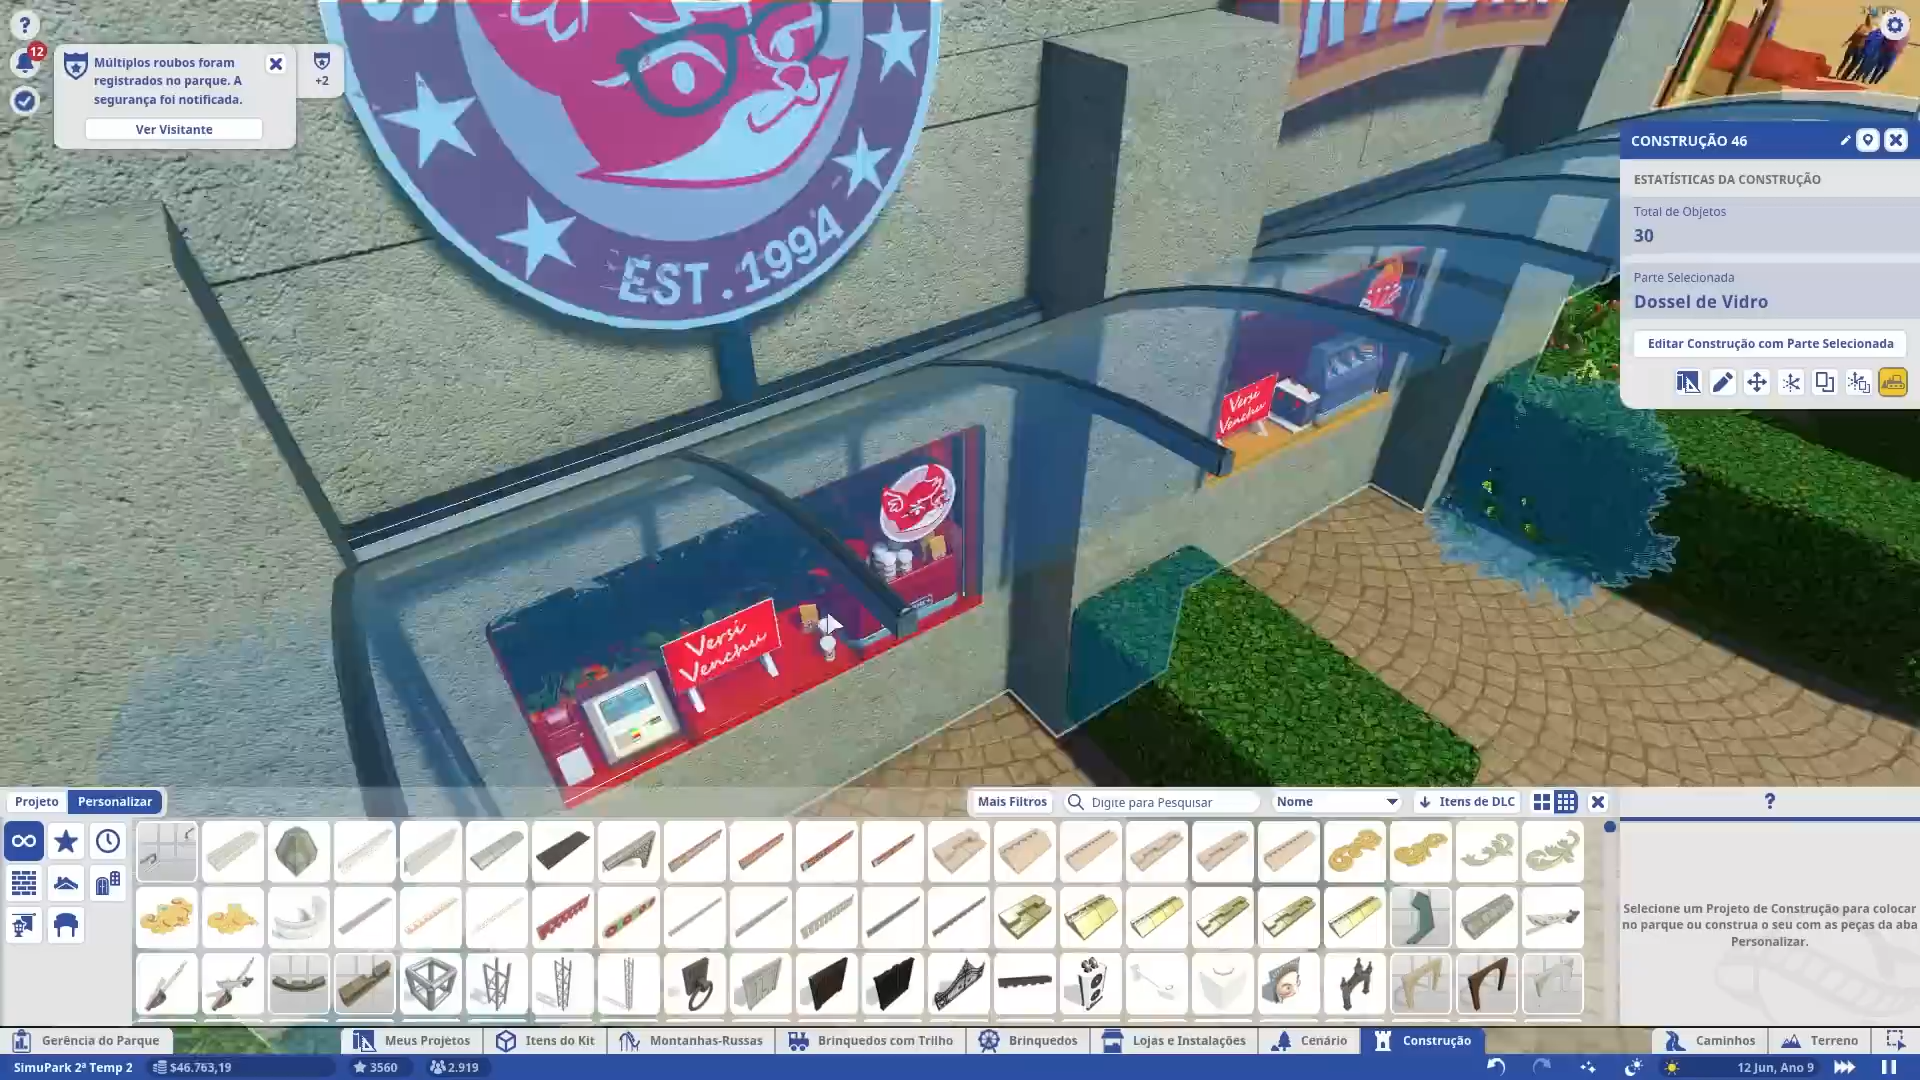 12
Múltiplos roubos foram
registrados no parque. A
segurança foi notificada.
+2
Ver Visitante
EST. 1994
CONSTRUÇÃO 46
ESTATÍSTICAS DA CONSTRUÇÃO
Total de Objetos
30
Parte Selecionada
Dossel de Vidro
Editar Construção com Parte Selecionada
Versi
Venchu
Versi
Venchu
Projeto
Personalizar
Mais Filtros
Digite para Pesquisar
Nome
Itens de DLC
?
Selecione um Projeto de Construção para colocar
no parque ou construa o seu com as peças da aba
Personalizar.
Gerência do Parque
Meus Projetos
Itens do Kit
Montanhas-Russas
Brinquedos com Trilho
Brinquedos
Lojas e Instalações
Cenário
Construção
Caminhos
Terreno
SimuPark 2ª Temp 2
$46.763,19
3560
2.919
12 Jun, Ano 9